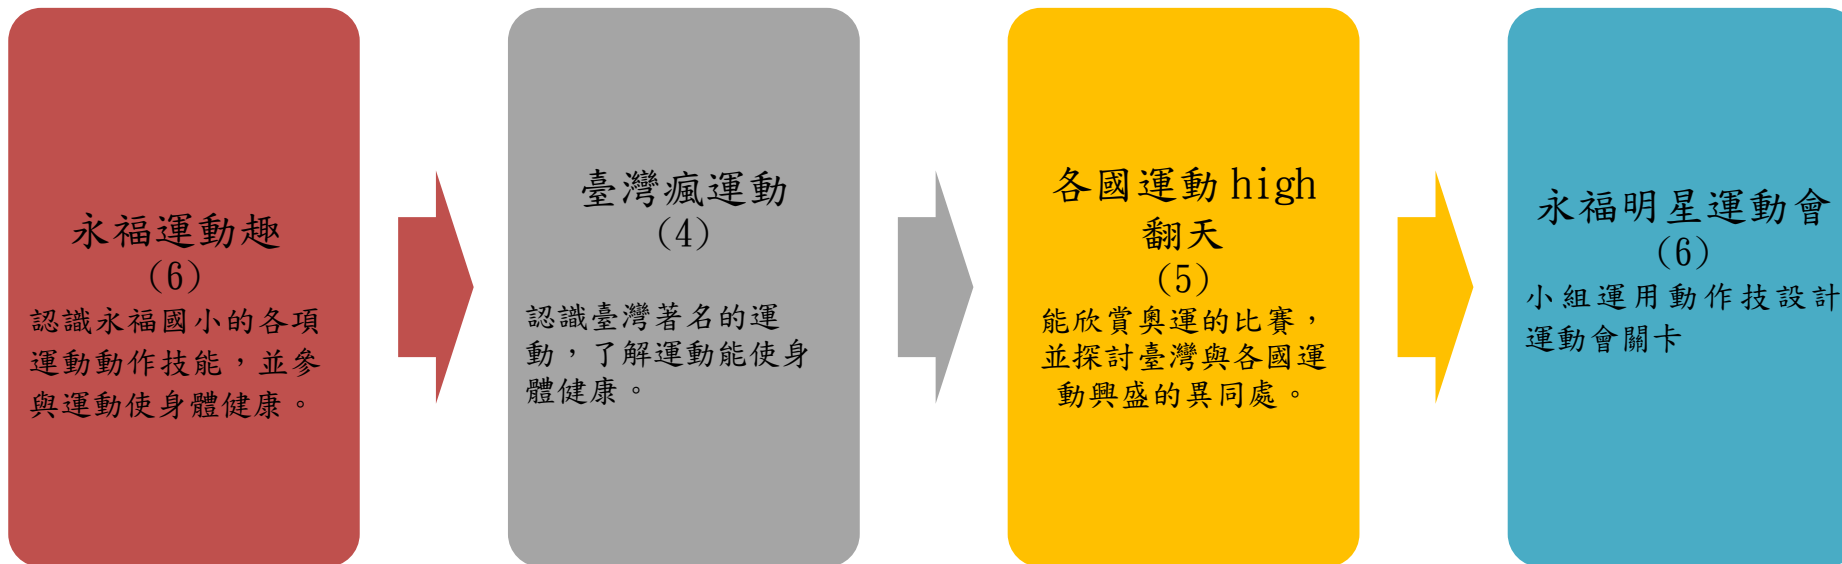 永福運動趣
(6)
認識永福國小的各項
運動動作技能，並參
與運動使身體健康。
臺灣瘋運動
(4)
認識臺灣著名的運
動，了解運動能使身
體健康。
各國運動 high
翻天
(5)
能欣賞奧運的比賽，
並探討臺灣與各國運
動興盛的異同處。
永福明星運動會
(6)
小組運用動作技設計
運動會關卡